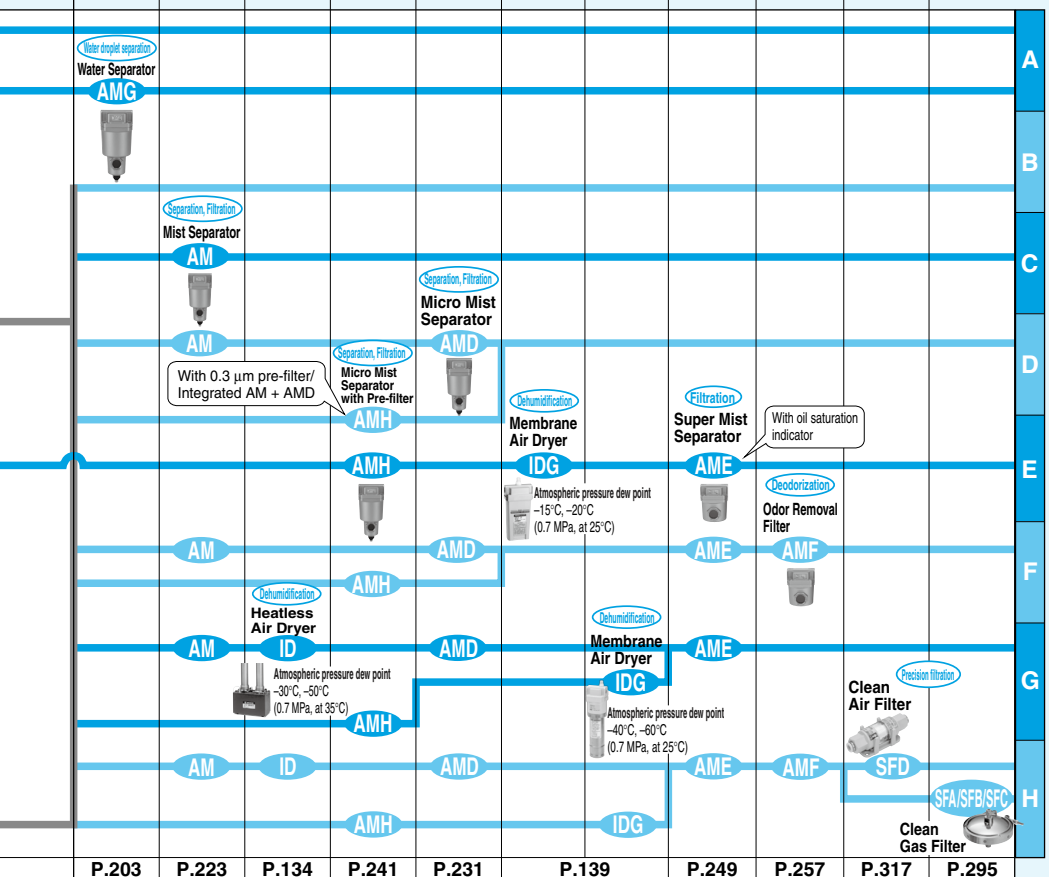 A
Water droplet separation
Water Separator
AMG
B
Separation, Filtration
Mist Separator
AM
C
Separation, Filtration
Micro Mist
Separator
AM
AMD
D
With 0.3 µm pre-filter/
Integrated AM + AMD
Separation, Filtration
Micro Mist
Separator
with Pre-filter
AMH
Dehumidification
Membrane
Air Dryer
Filtration
Super Mist
Separator
With oil saturation
indicator
AMH
IDG
AME
E
Atmospheric pressure dew point
–15°C, –20°C
(0.7 MPa, at 25°C)
Deodorization
Odor Removal
Filter
AM
AMD
AME
AMF
F
AMH
Dehumidification
Heatless
Air Dryer
Dehumidification
Membrane
Air Dryer
AM
ID
AMD
AME
G
Atmospheric pressure dew point
–30°C, –50°C
(0.7 MPa, at 35°C)
AMH
IDG
Atmospheric pressure dew point
–40°C, –60°C
(0.7 MPa, at 25°C)
Precision filtration
Clean
Air Filter
AM
ID
AMD
AME
AMF
SFD
H
SFA/SFB/SFC
AMH
IDG
Clean
Gas Filter
P.203
P.223
P.134
P.241
P.231
P.139
P.249
P.257
P.317
P.295